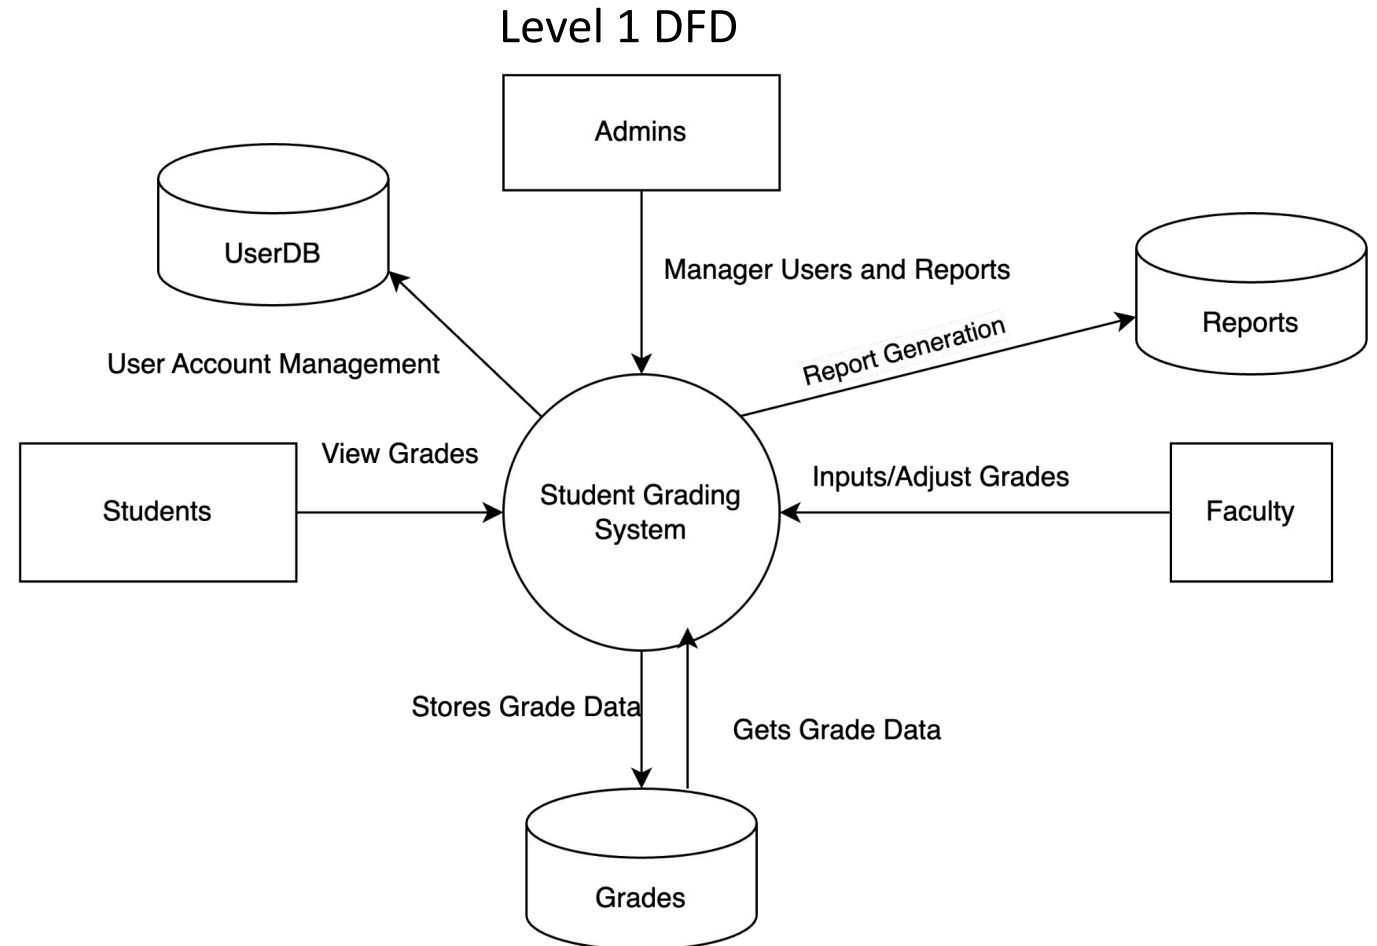 Level 1 DFD
Admins
UserDB
Manager Users and Reports
Reports
Report Generation
User Account Management
View Grades
Inputs/Adjust Grades
Students
Student Grading
System
Faculty
Stores Grade Data
Gets Grade Data
Grades